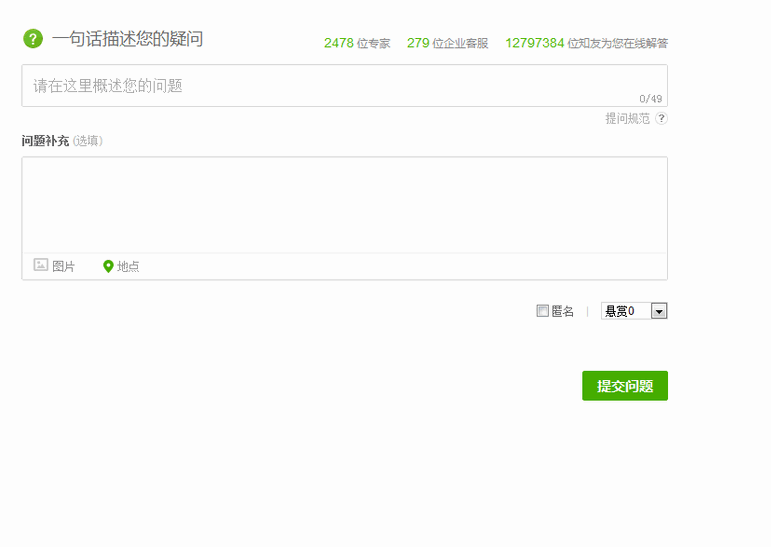 ? 一句话描述您的疑问 2478 位专家 279 位企业客服 12797384 位知友为您在线解答
请在这里概述您的问题
0/49
提问规范 ?
问题补充 (选填)
图片 地点
匿名 | 悬赏0
提交问题